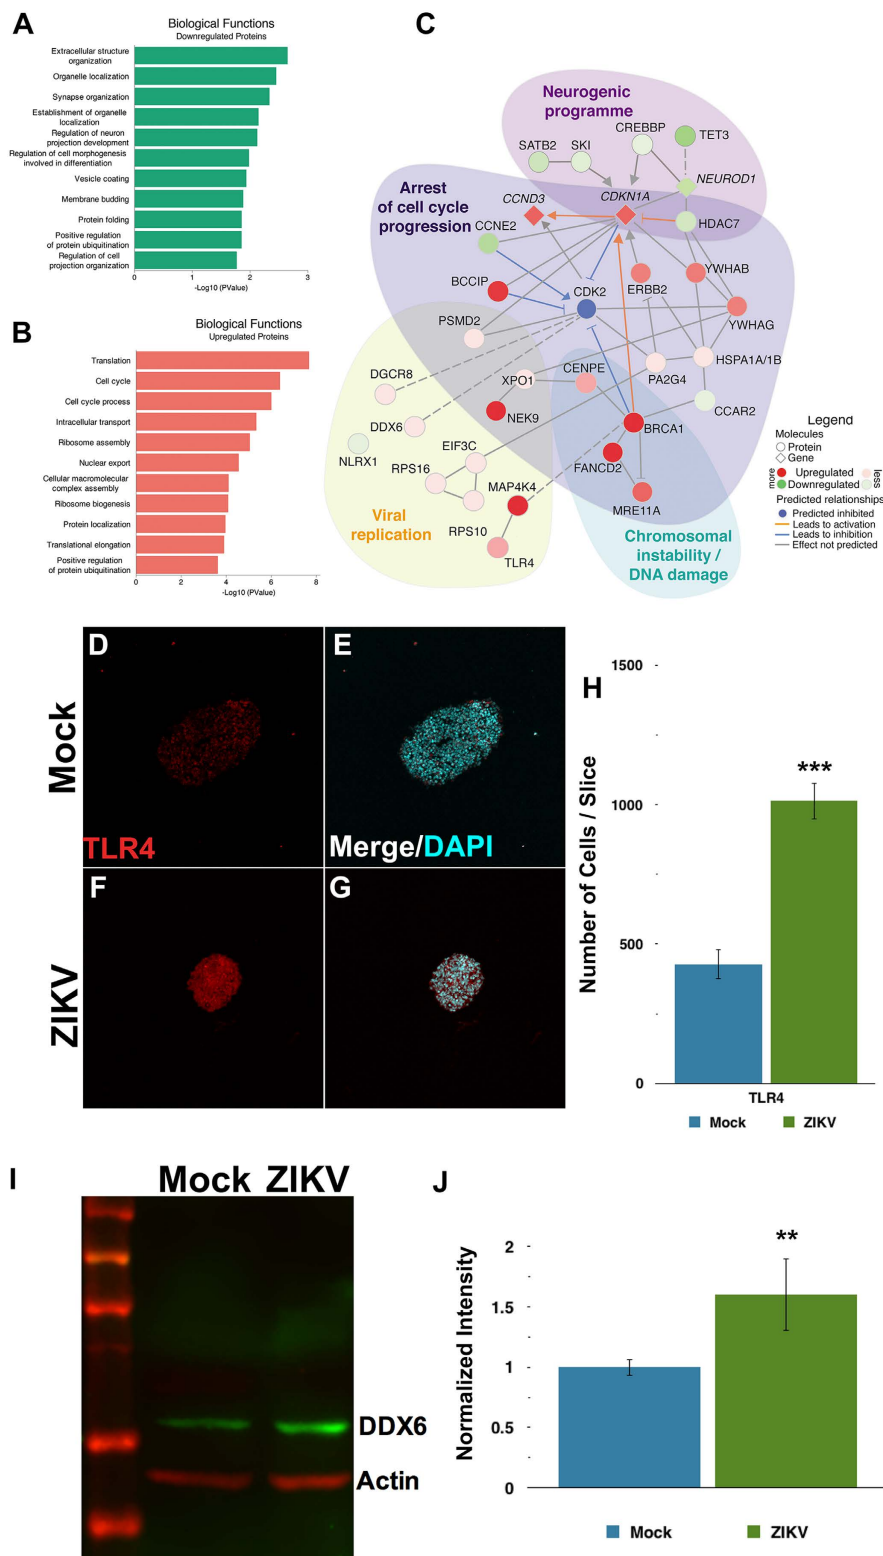 A
Biological Functions
Downregulated Proteins
Extracellular structure
organization
Organelle localization
Synapse organization
Establishment of organelle
localization
Regulation of neuron
projection development
Regulation of cell morphogenesis
involved in differentiation
Vesicle coating
Membrane budding
Protein folding
Positive regulation
of protein ubiquitination
Regulation of cell
projection organization
0
1
2
3
-Log10 (PValue)
B
Biological Functions
Upregulated Proteins
Translation
Cell cycle
Cell cycle process
Intracellular transport
Ribosome assembly
Nuclear export
Cellular macromolecular
complex assembly
Ribosome biogenesis
Protein localization
Translational elongation
Positive regulation
of protein ubiquitination
0
2
4
6
8
-Log10 (PValue)
C
Neurogenic
programme
CREBBP
TET3
SATB2
SKI
NEUROD1
Arrest
of cell cycle
progression
CCND3
CDKN1A
HDAC7
CCNE2
BCCIP
CDK2
ERBB2
YWHAB
YWHAG
PSMD2
DGCR8
XPO1
CENPE
PA2G4
HSPA1A/1B
DDX6
NEK9
BRCA1
CCAR2
NLRX1
EIF3C
FANCD2
RPS16
MAP4K4
MRE11A
Viral
replication
RPS10
TLR4
Chromosomal
instability /
DNA damage
Legend
Molecules
Protein
Gene
more
Upregulated
Downregulated
less
Predicted relationships
Predicted inhibited
Leads to activation
Leads to inhibition
Effect not predicted
D
E
Mock
TLR4
Merge/DAPI
F
G
ZIKV
H
Number of Cells / Slice
1500
1000
500
0
***
TLR4
Mock
ZIKV
I
Mock ZIKV
DDX6
Actin
J
Normalized Intensity
2
1.5
1
0.5
0
**
Mock
ZIKV